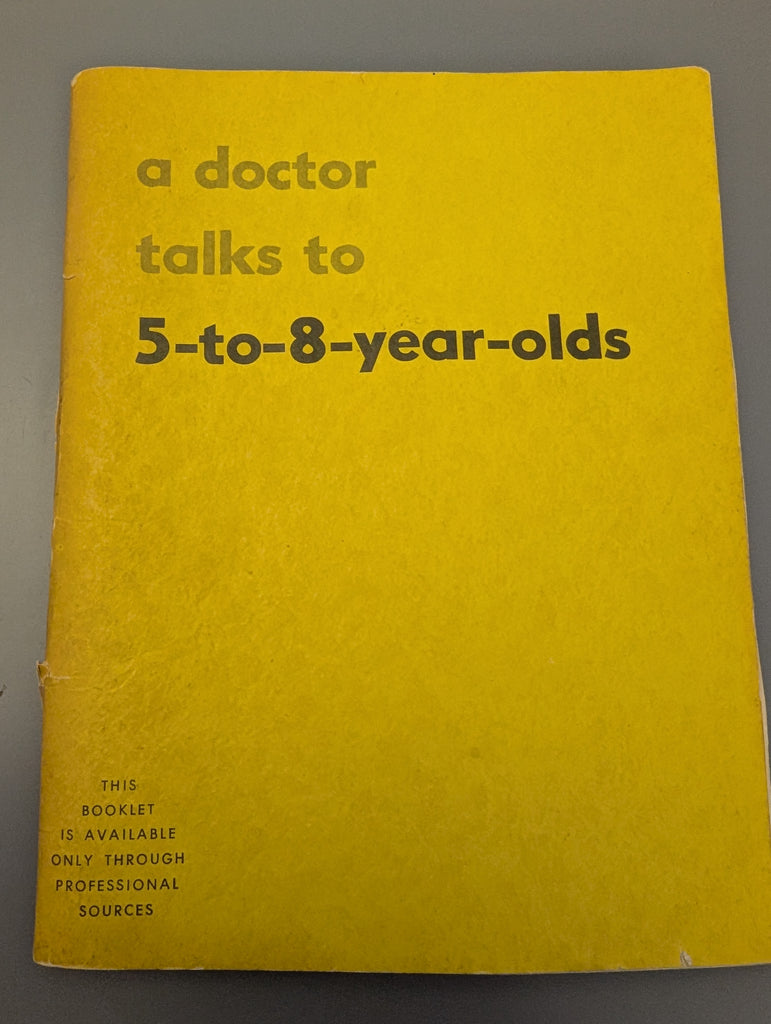 a doctor
talks to
5-to-8-year-olds
THIS
BOOKLET
IS AVAILABLE
ONLY THROUGH
PROFESSIONAL
SOURCES